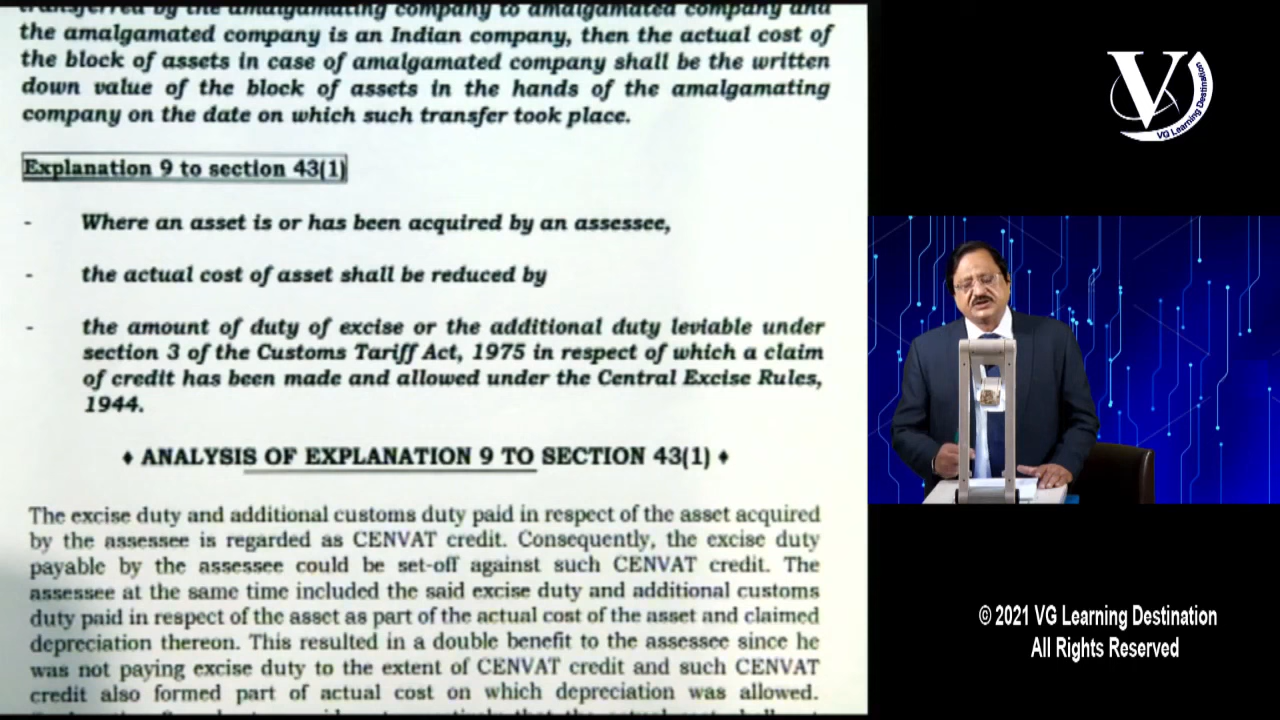 transferred by the amalgamating company to amalgamated company and
the amalgamated company is an Indian company, then the actual cost of
the block of assets in case of amalgamated company shall be the written
down value of the block of assets in the hands of the amalgamating
company on the date on which such transfer took place.
Explanation 9 to section 43(1)
- Where an asset is or has been acquired by an assessee,
- the actual cost of asset shall be reduced by
- the amount of duty of excise or the additional duty leviable under
section 3 of the Customs Tariff Act, 1975 in respect of which a claim
of credit has been made and allowed under the Central Excise Rules,
1944.
♦ ANALYSIS OF EXPLANATION 9 TO SECTION 43(1) ♦
The excise duty and additional customs duty paid in respect of the asset acquired
by the assessee is regarded as CENVAT credit. Consequently, the excise duty
payable by the assessee could be set-off against such CENVAT credit. The
assessee at the same time included the said excise duty and additional customs
duty paid in respect of the asset as part of the actual cost of the asset and claimed
depreciation thereon. This resulted in a double benefit to the assessee since he
was not paying excise duty to the extent of CENVAT credit and such CENVAT
credit also formed part of actual cost on which depreciation was allowed.
V
VG Learning Destination
© 2021 VG Learning Destination
All Rights Reserved